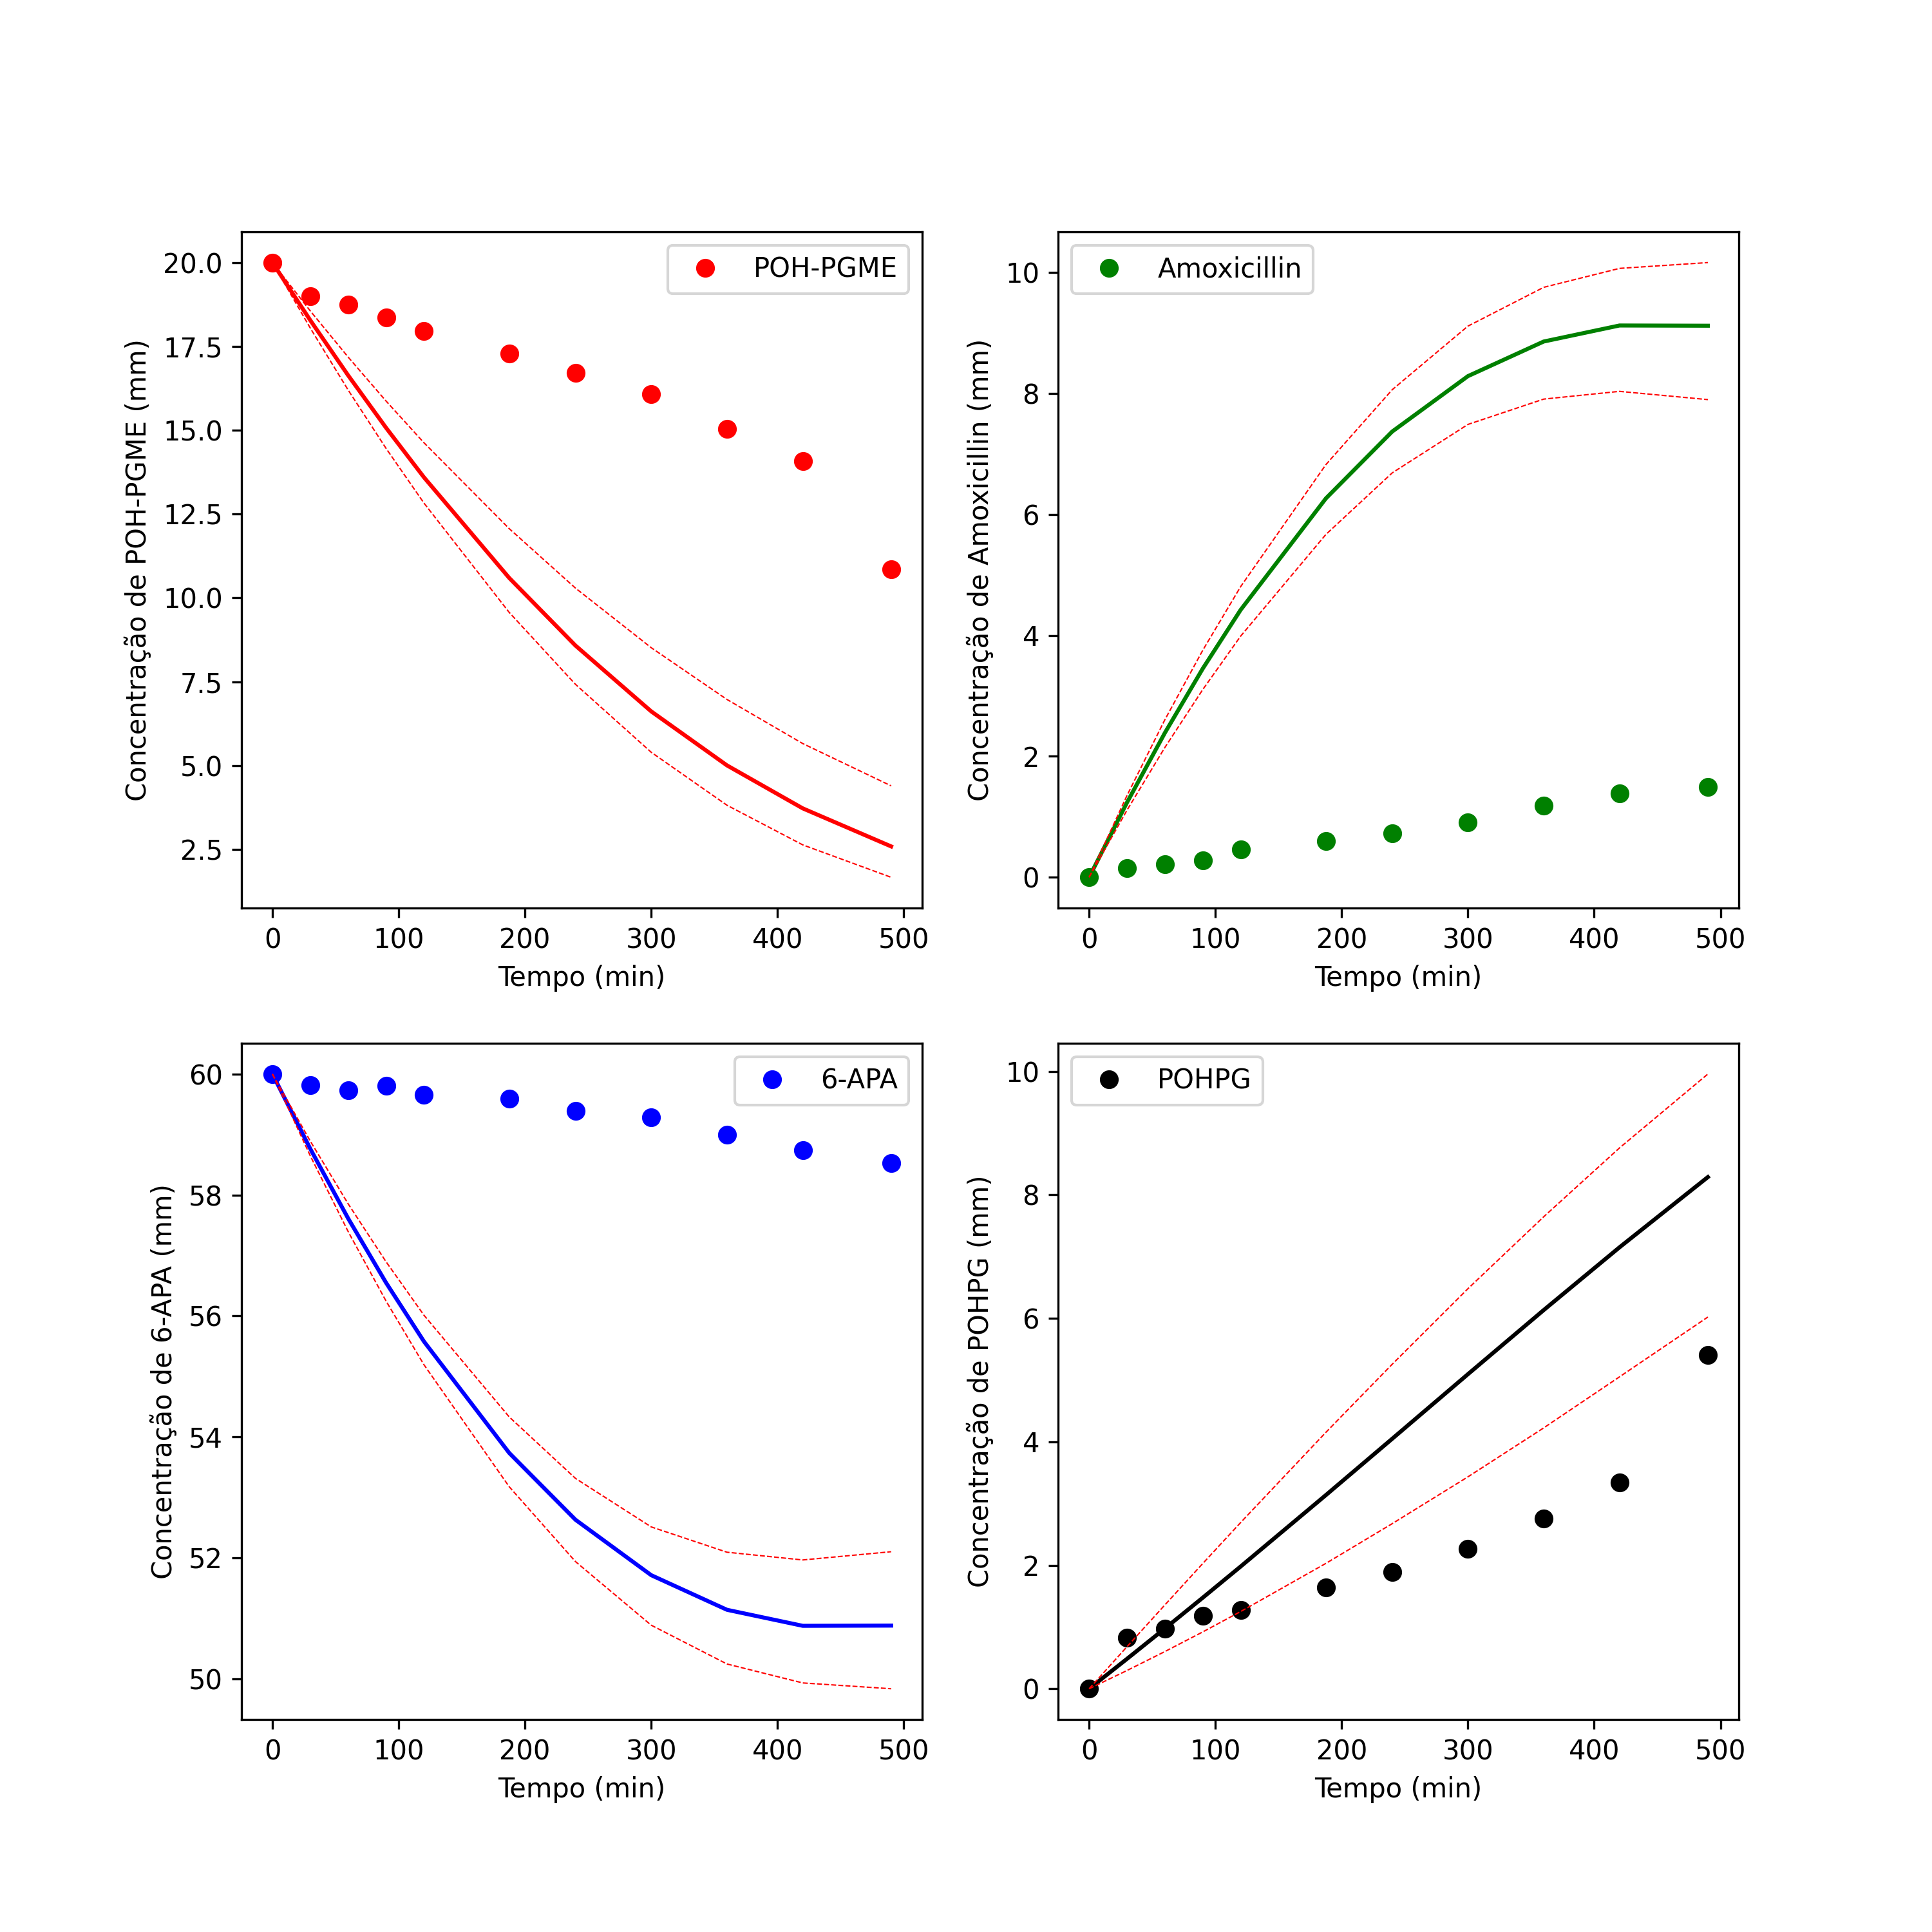 POH-PGME
Concentração de POH-PGME (mm)
20.0
17.5
15.0
12.5
10.0
7.5
5.0
2.5
0 100 200 300 400 500
Tempo (min)
Amoxicillin
Concentração de Amoxicillin (mm)
10
8
6
4
2
0
0 100 200 300 400 500
Tempo (min)
6-APA
Concentração de 6-APA (mm)
60
58
56
54
52
50
0 100 200 300 400 500
Tempo (min)
POHPG
Concentração de POHPG (mm)
10
8
6
4
2
0
0 100 200 300 400 500
Tempo (min)